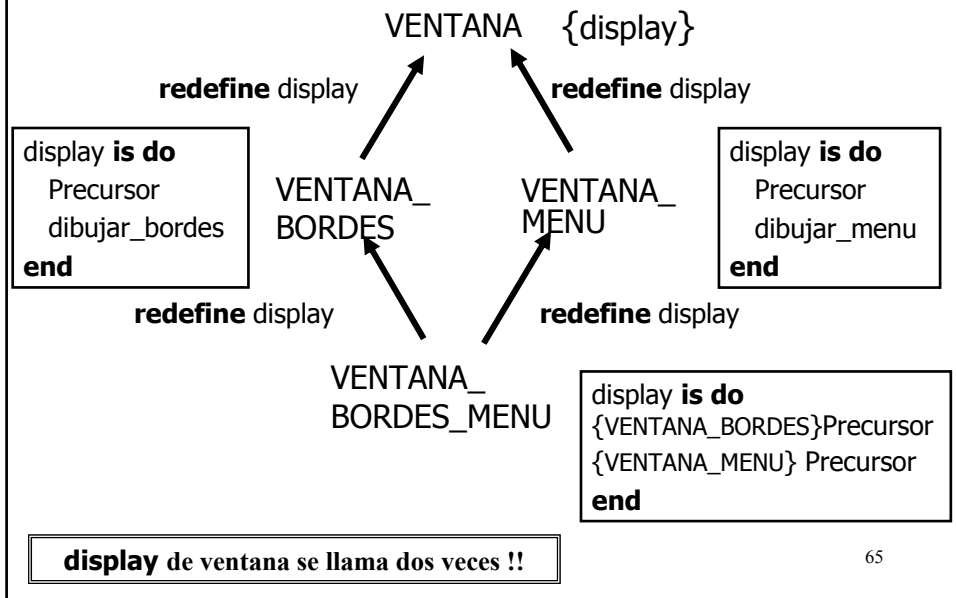 VENTANA {display}
redefine display redefine display
display is do
Precursor
dibujar_bordes
end
VENTANA_
BORDES
VENTANA_
MENU
display is do
Precursor
dibujar_menu
end
redefine display redefine display
VENTANA_
BORDES_MENU
display is do
{VENTANA_BORDES}Precursor
{VENTANA_MENU} Precursor
end
display de ventana se llama dos veces !!
65